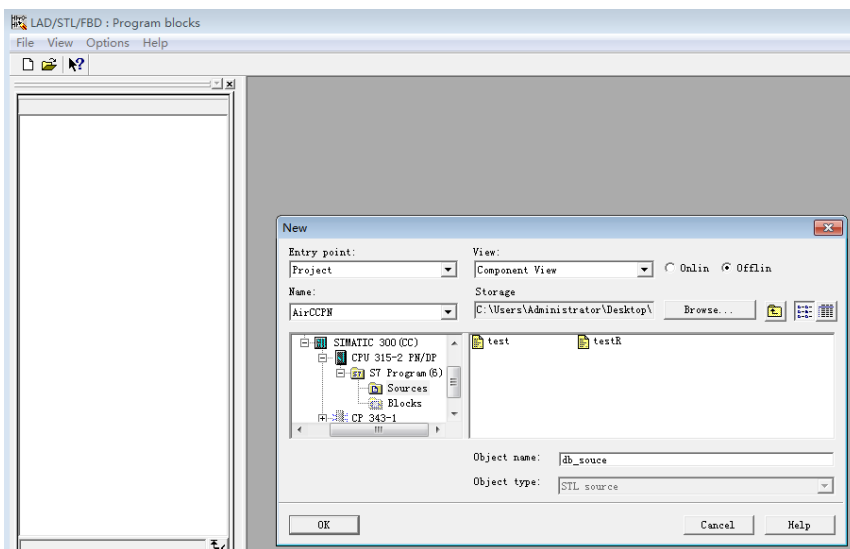 LAD/STL/FBD : Program blocks
File View Options Help
New
Entry point: View:
Project Component View Onlin Offlin
Name: Storage
AirCCPN C:\Users\Administrator\Desktop\ Browse...
SIMATIC 300(CC) test testR
CPU 315-2 PN/DP
S7 Program(6)
Sources
Blocks
CP 343-1
Object name: db_souce
Object type: STL source
OK Cancel Help